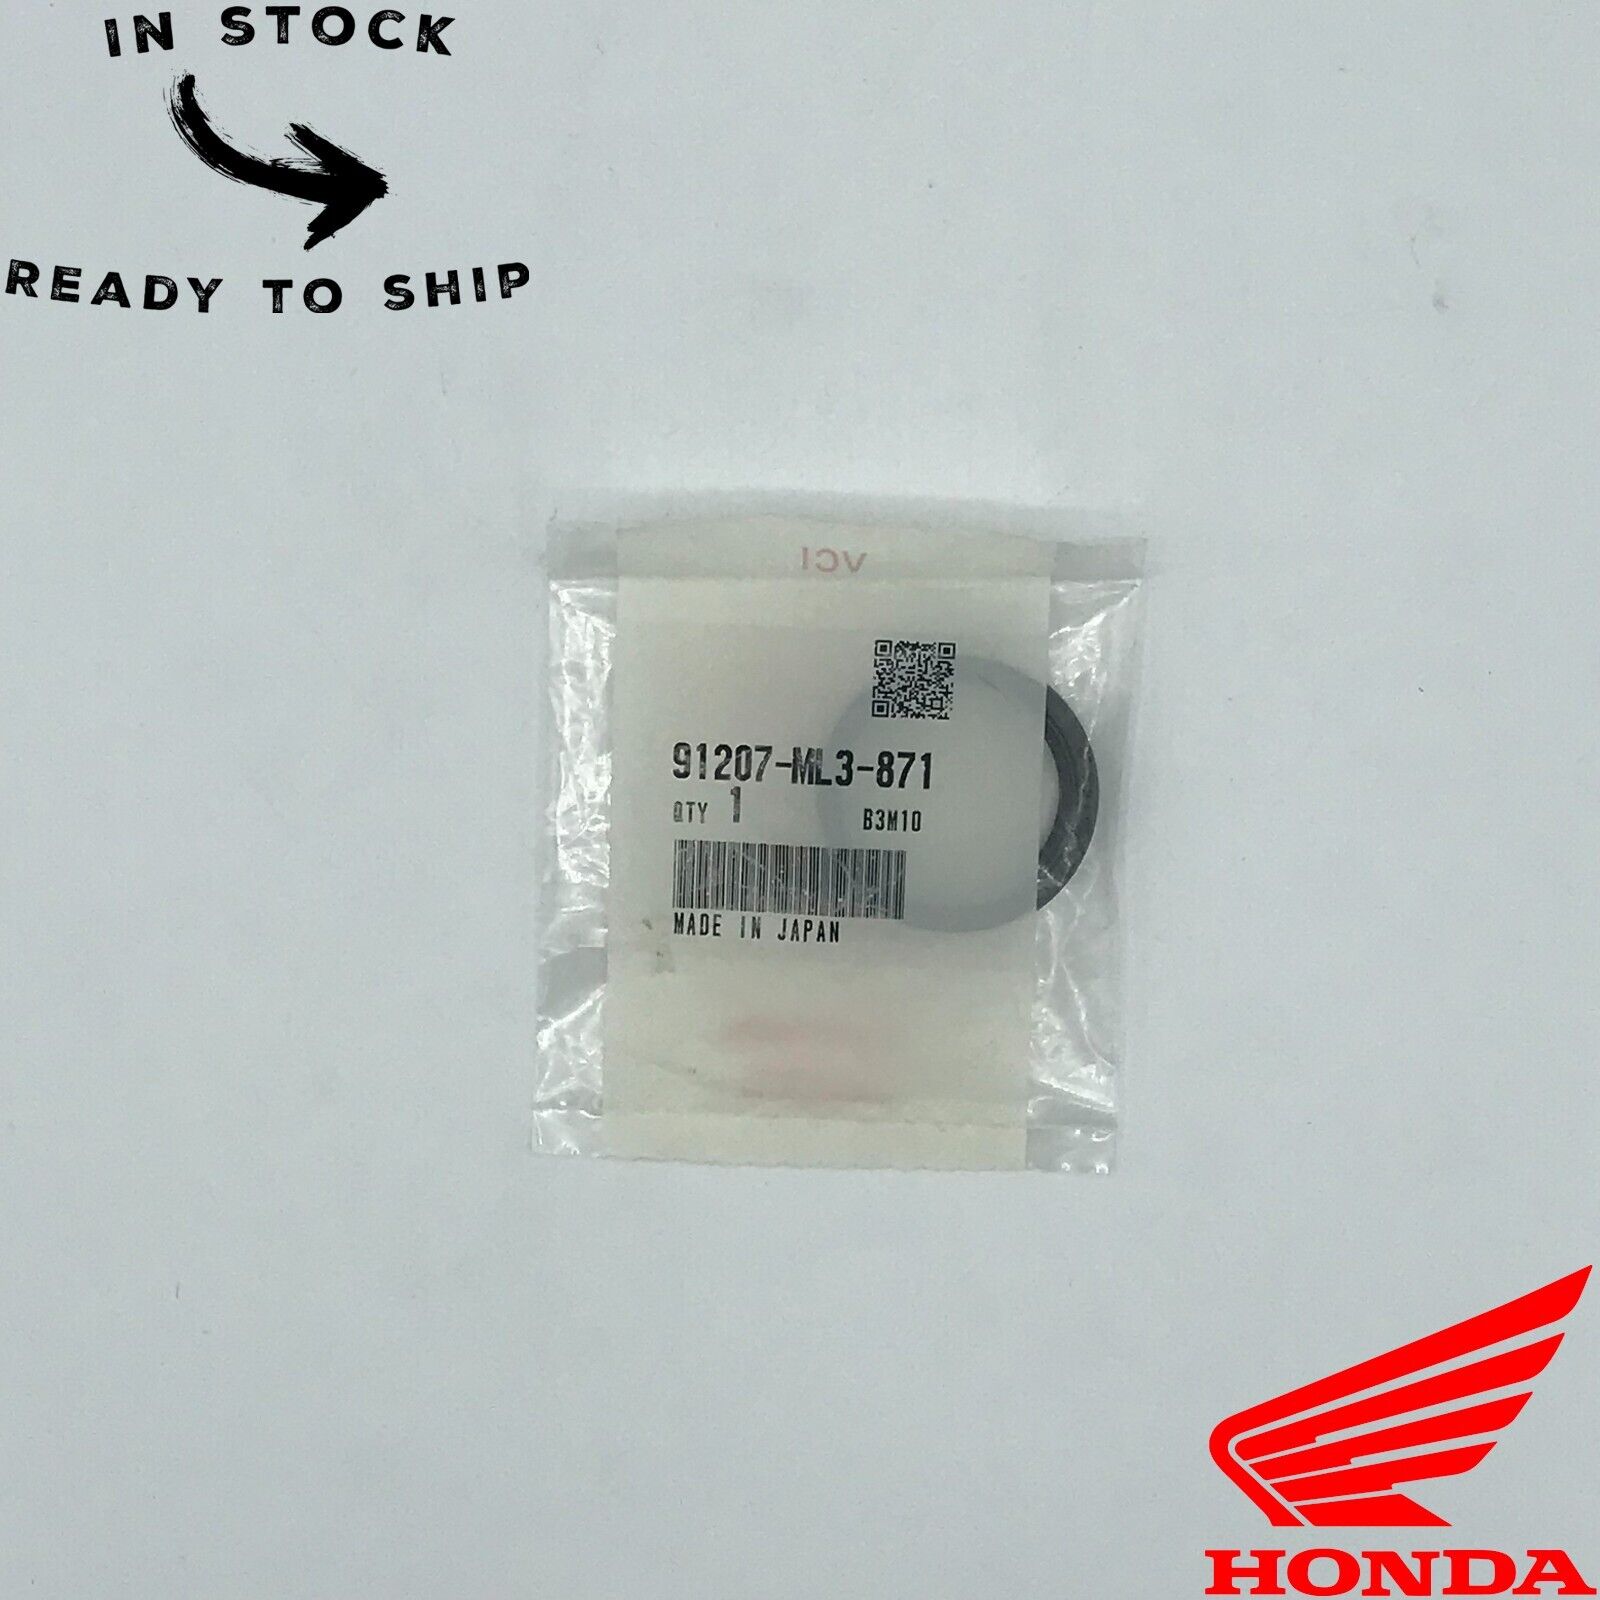 IN STOCK
READY TO SHIP
VCI
91207-ML3-871
QTY 1 B3M10
MADE IN JAPAN
HONDA